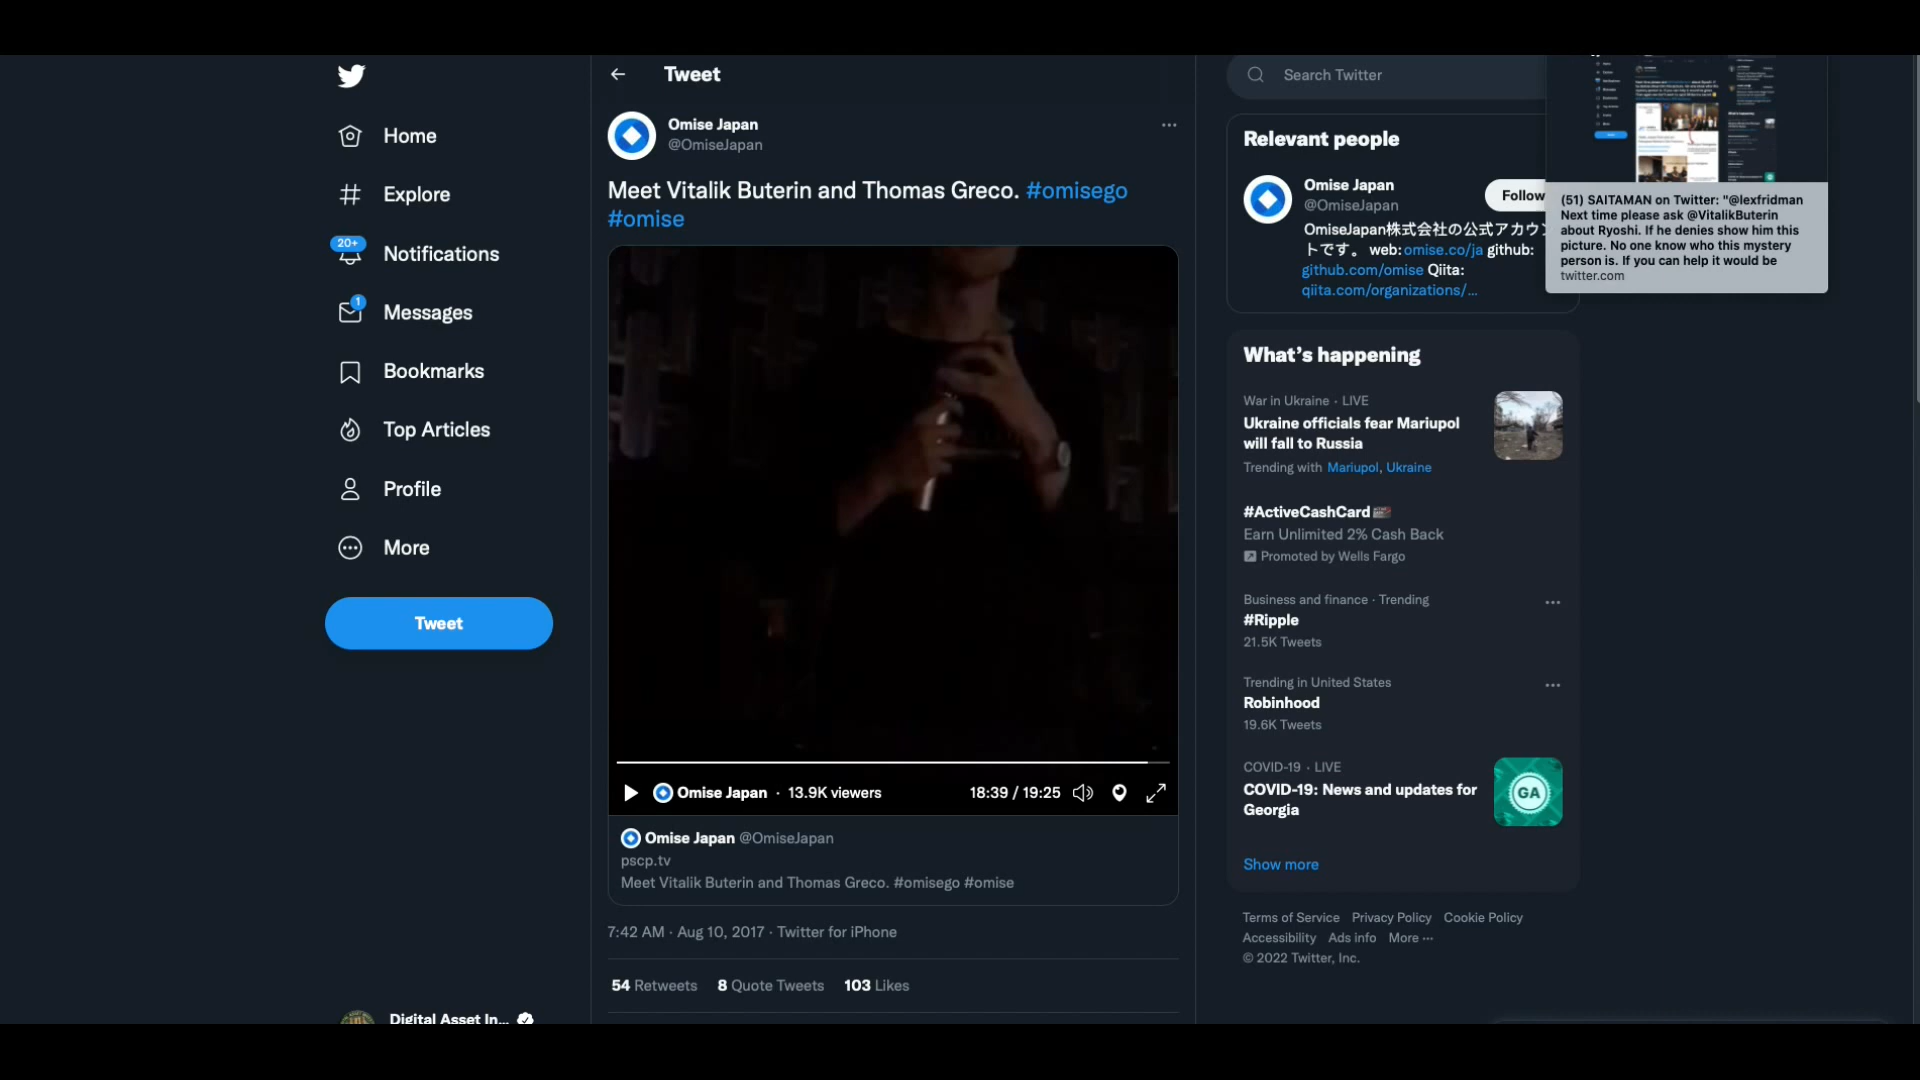 Home
Explore
20+
Notifications
1
Messages
Bookmarks
Top Articles
Profile
More
Tweet
Digital Asset In...
Tweet
Omise Japan
@OmiseJapan
Meet Vitalik Buterin and Thomas Greco. #omisego
#omise
Omise Japan · 13.9K viewers
18:39 / 19:25
Omise Japan @OmiseJapan
pscp.tv
Meet Vitalik Buterin and Thomas Greco. #omisego #omise
7:42 AM · Aug 10, 2017 · Twitter for iPhone
54 Retweets 8 Quote Tweets 103 Likes
Search Twitter
Relevant people
Omise Japan
@OmiseJapan
Follow
OmiseJapan株式会社の公式アカウン
トです。 web: omise.co/ja github:
github.com/omise Qiita:
qiita.com/organizations/...
(51) SAITAMAN on Twitter: "@lexfridman
Next time please ask @VitalikButerin
about Ryoshi. If he denies show him this
picture. No one know who this mystery
person is. If you can help it would be
twitter.com
What's happening
War in Ukraine · LIVE
Ukraine officials fear Mariupol
will fall to Russia
Trending with Mariupol, Ukraine
#ActiveCashCard
Earn Unlimited 2% Cash Back
Promoted by Wells Fargo
Business and finance · Trending
#Ripple
21.5K Tweets
Trending in United States
Robinhood
19.6K Tweets
COVID-19 · LIVE
COVID-19: News and updates for
Georgia
GA
Show more
Terms of Service Privacy Policy Cookie Policy
Accessibility Ads info More ...
© 2022 Twitter, Inc.